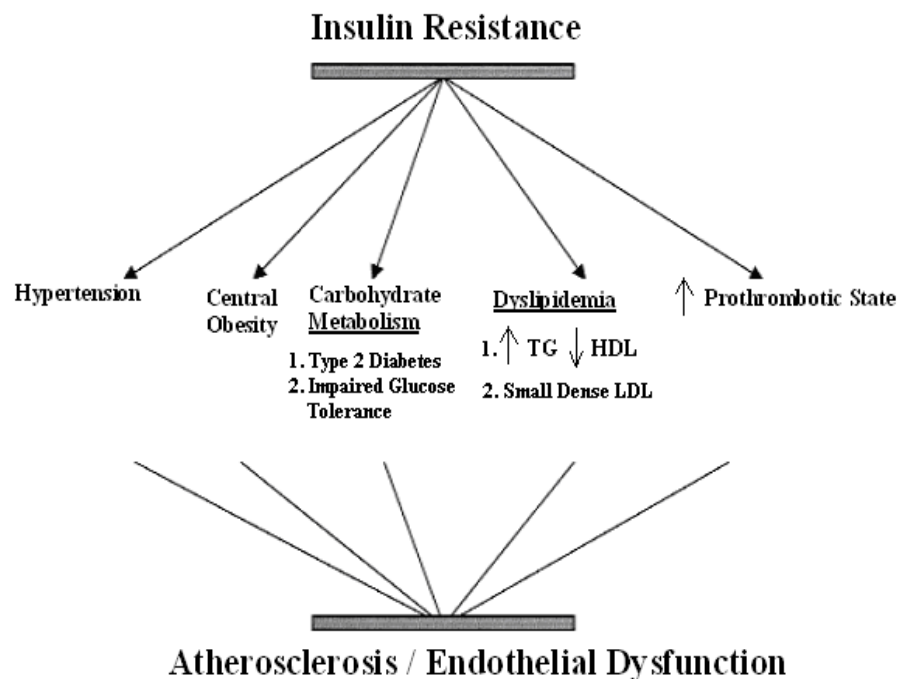 Insulin Resistance
Hypertension
Central
Obesity
Carbohydrate
Metabolism
1. Type 2 Diabetes
2. Impaired Glucose
Tolerance
Dyslipidemia
1. ↑ TG ↓ HDL
2. Small Dense LDL
↑ Prothrombotic State
Atherosclerosis / Endothelial Dysfunction